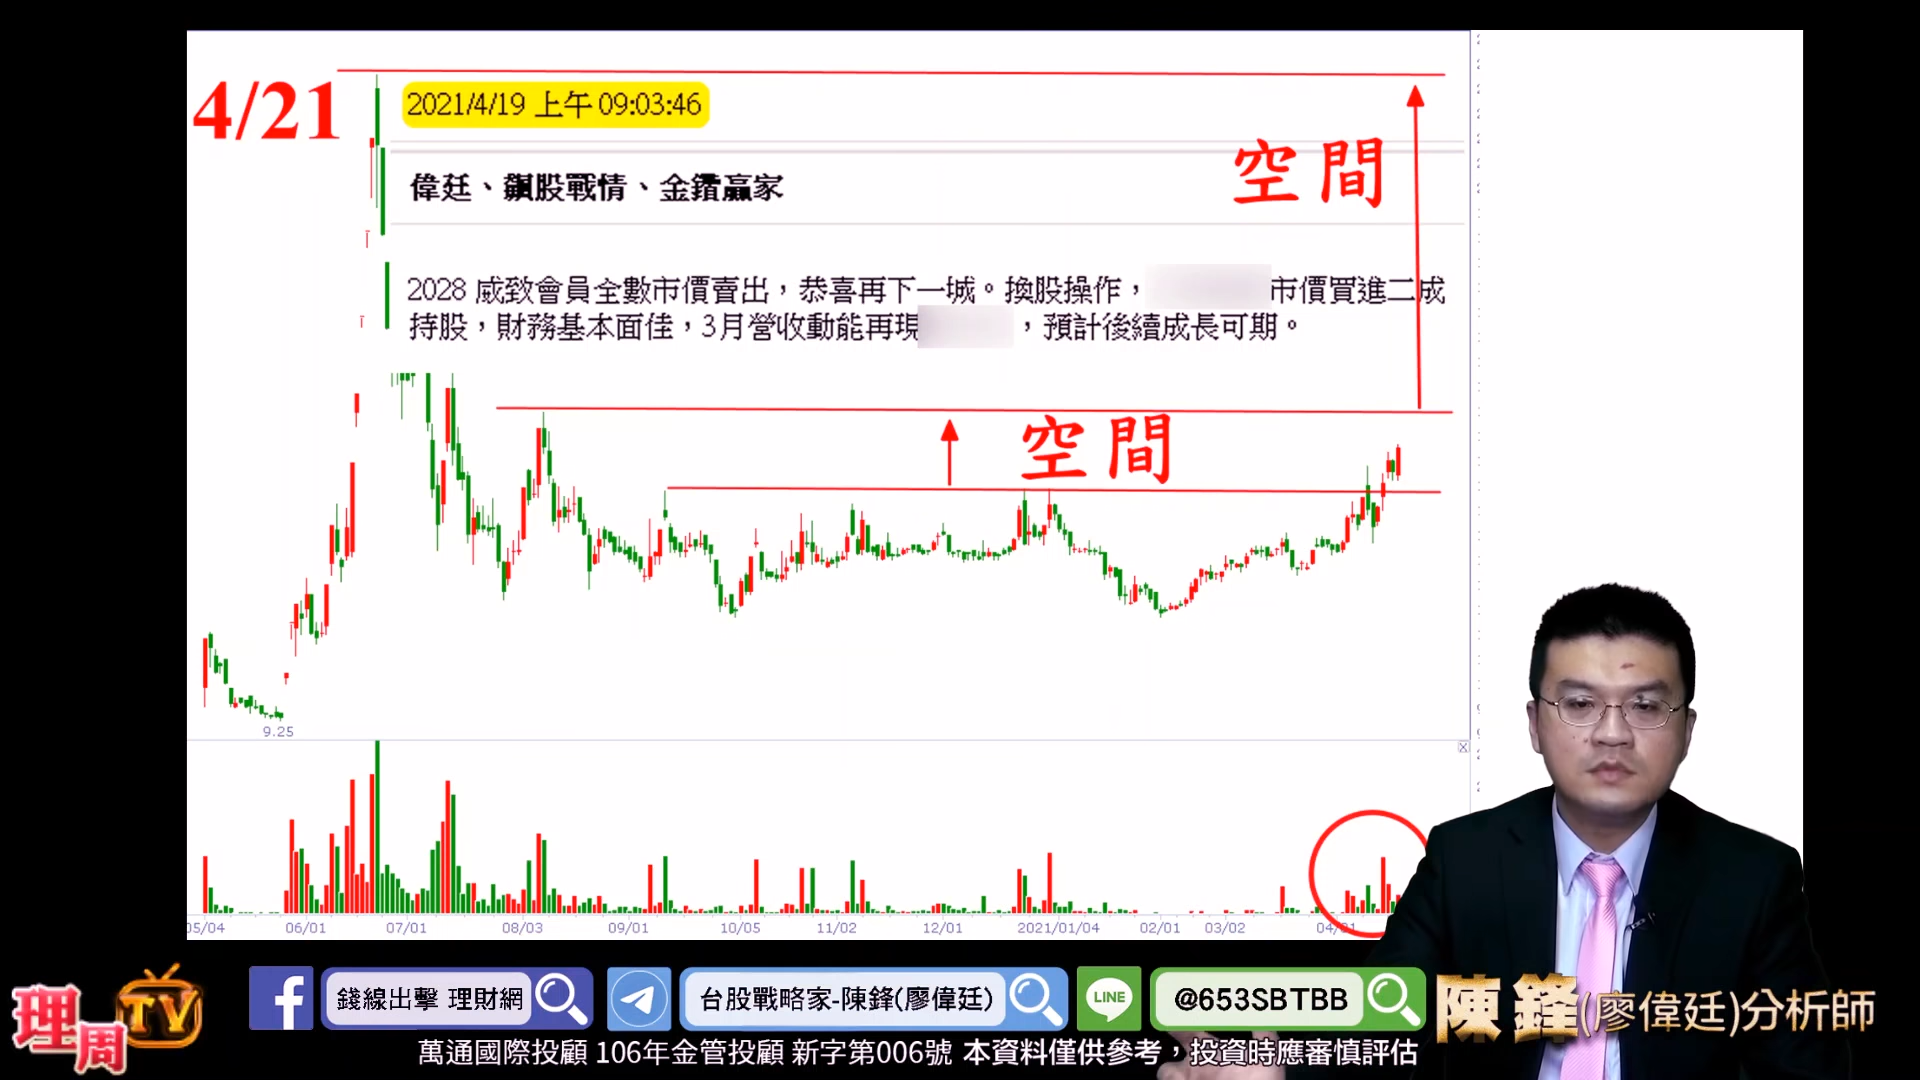 4/21
2021/4/19 上午 09:03:46
空間
偉廷、飆股戰情、金鑽贏家
2028 威致會員全數市價賣出，恭喜再下一城。換股操作，市價買進二成
持股，財務基本面佳，3月營收動能再現，預計後續成長可期。
空間
9.25
05/04 06/01 07/01 08/03 09/01 10/05 11/02 12/01 2021/01/04 02/01 03/02
理周TV
錢線出擊 理財網
台股戰略家-陳鋒(廖偉廷)
LINE
@653SBTBB
陳鋒(廖偉廷)分析師
萬通國際投顧 106年金管投顧 新字第006號 本資料僅供參考，投資時應審慎評估